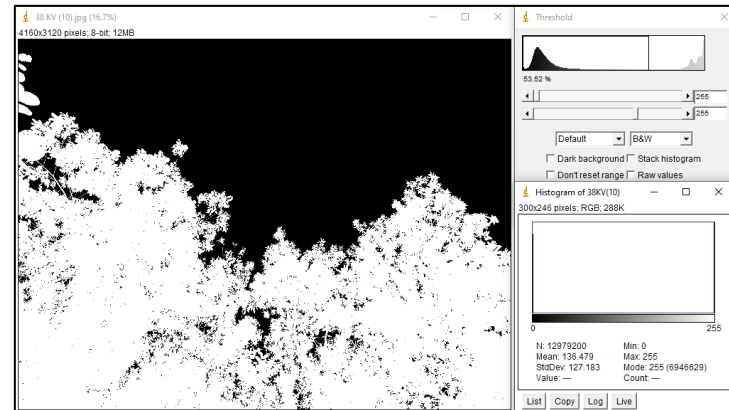 38 KV (10).jpg (16.7%)
4160x3120 pixels; 8-bit; 12MB
Threshold
53.52 %
255
255
Default B&W
Dark background Stack histogram
Don't reset range Raw values
Histogram of 38KV(10)
300x246 pixels; RGB; 288K
0 255
N: 12979200 Min: 0
Mean: 136.479 Max: 255
StdDev: 127.183 Mode: 255 (6946629)
Value: --- Count: ---
List Copy Log Live